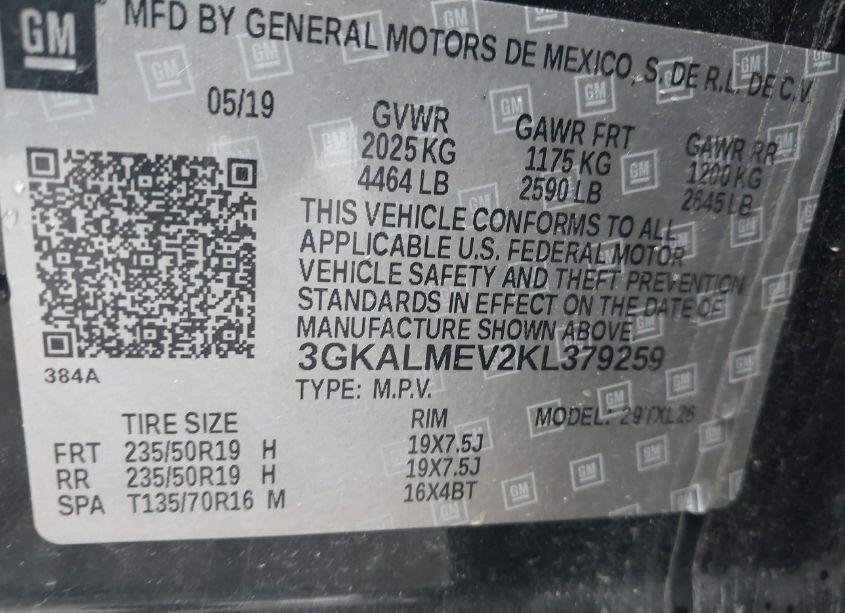 GM
MFD BY GENERAL MOTORS DE MEXICO, S. DE R.L. DE C.V.
05/19
GVWR GAWR FRT GAWR RR
2025 KG 1175 KG 1200 KG
4464 LB 2590 LB 2645 LB
THIS VEHICLE CONFORMS TO ALL
APPLICABLE U.S. FEDERAL MOTOR
VEHICLE SAFETY AND THEFT PREVENTION
STANDARDS IN EFFECT ON THE DATE OF
MANUFACTURE SHOWN ABOVE
3GKALMEV2KL379259
384A
TYPE: M.P.V.
TIRE SIZE RIM MODEL:
FRT 235/50R19 H 19X7.5J
RR 235/50R19 H 19X7.5J
SPA T135/70R16 M 16X4BT